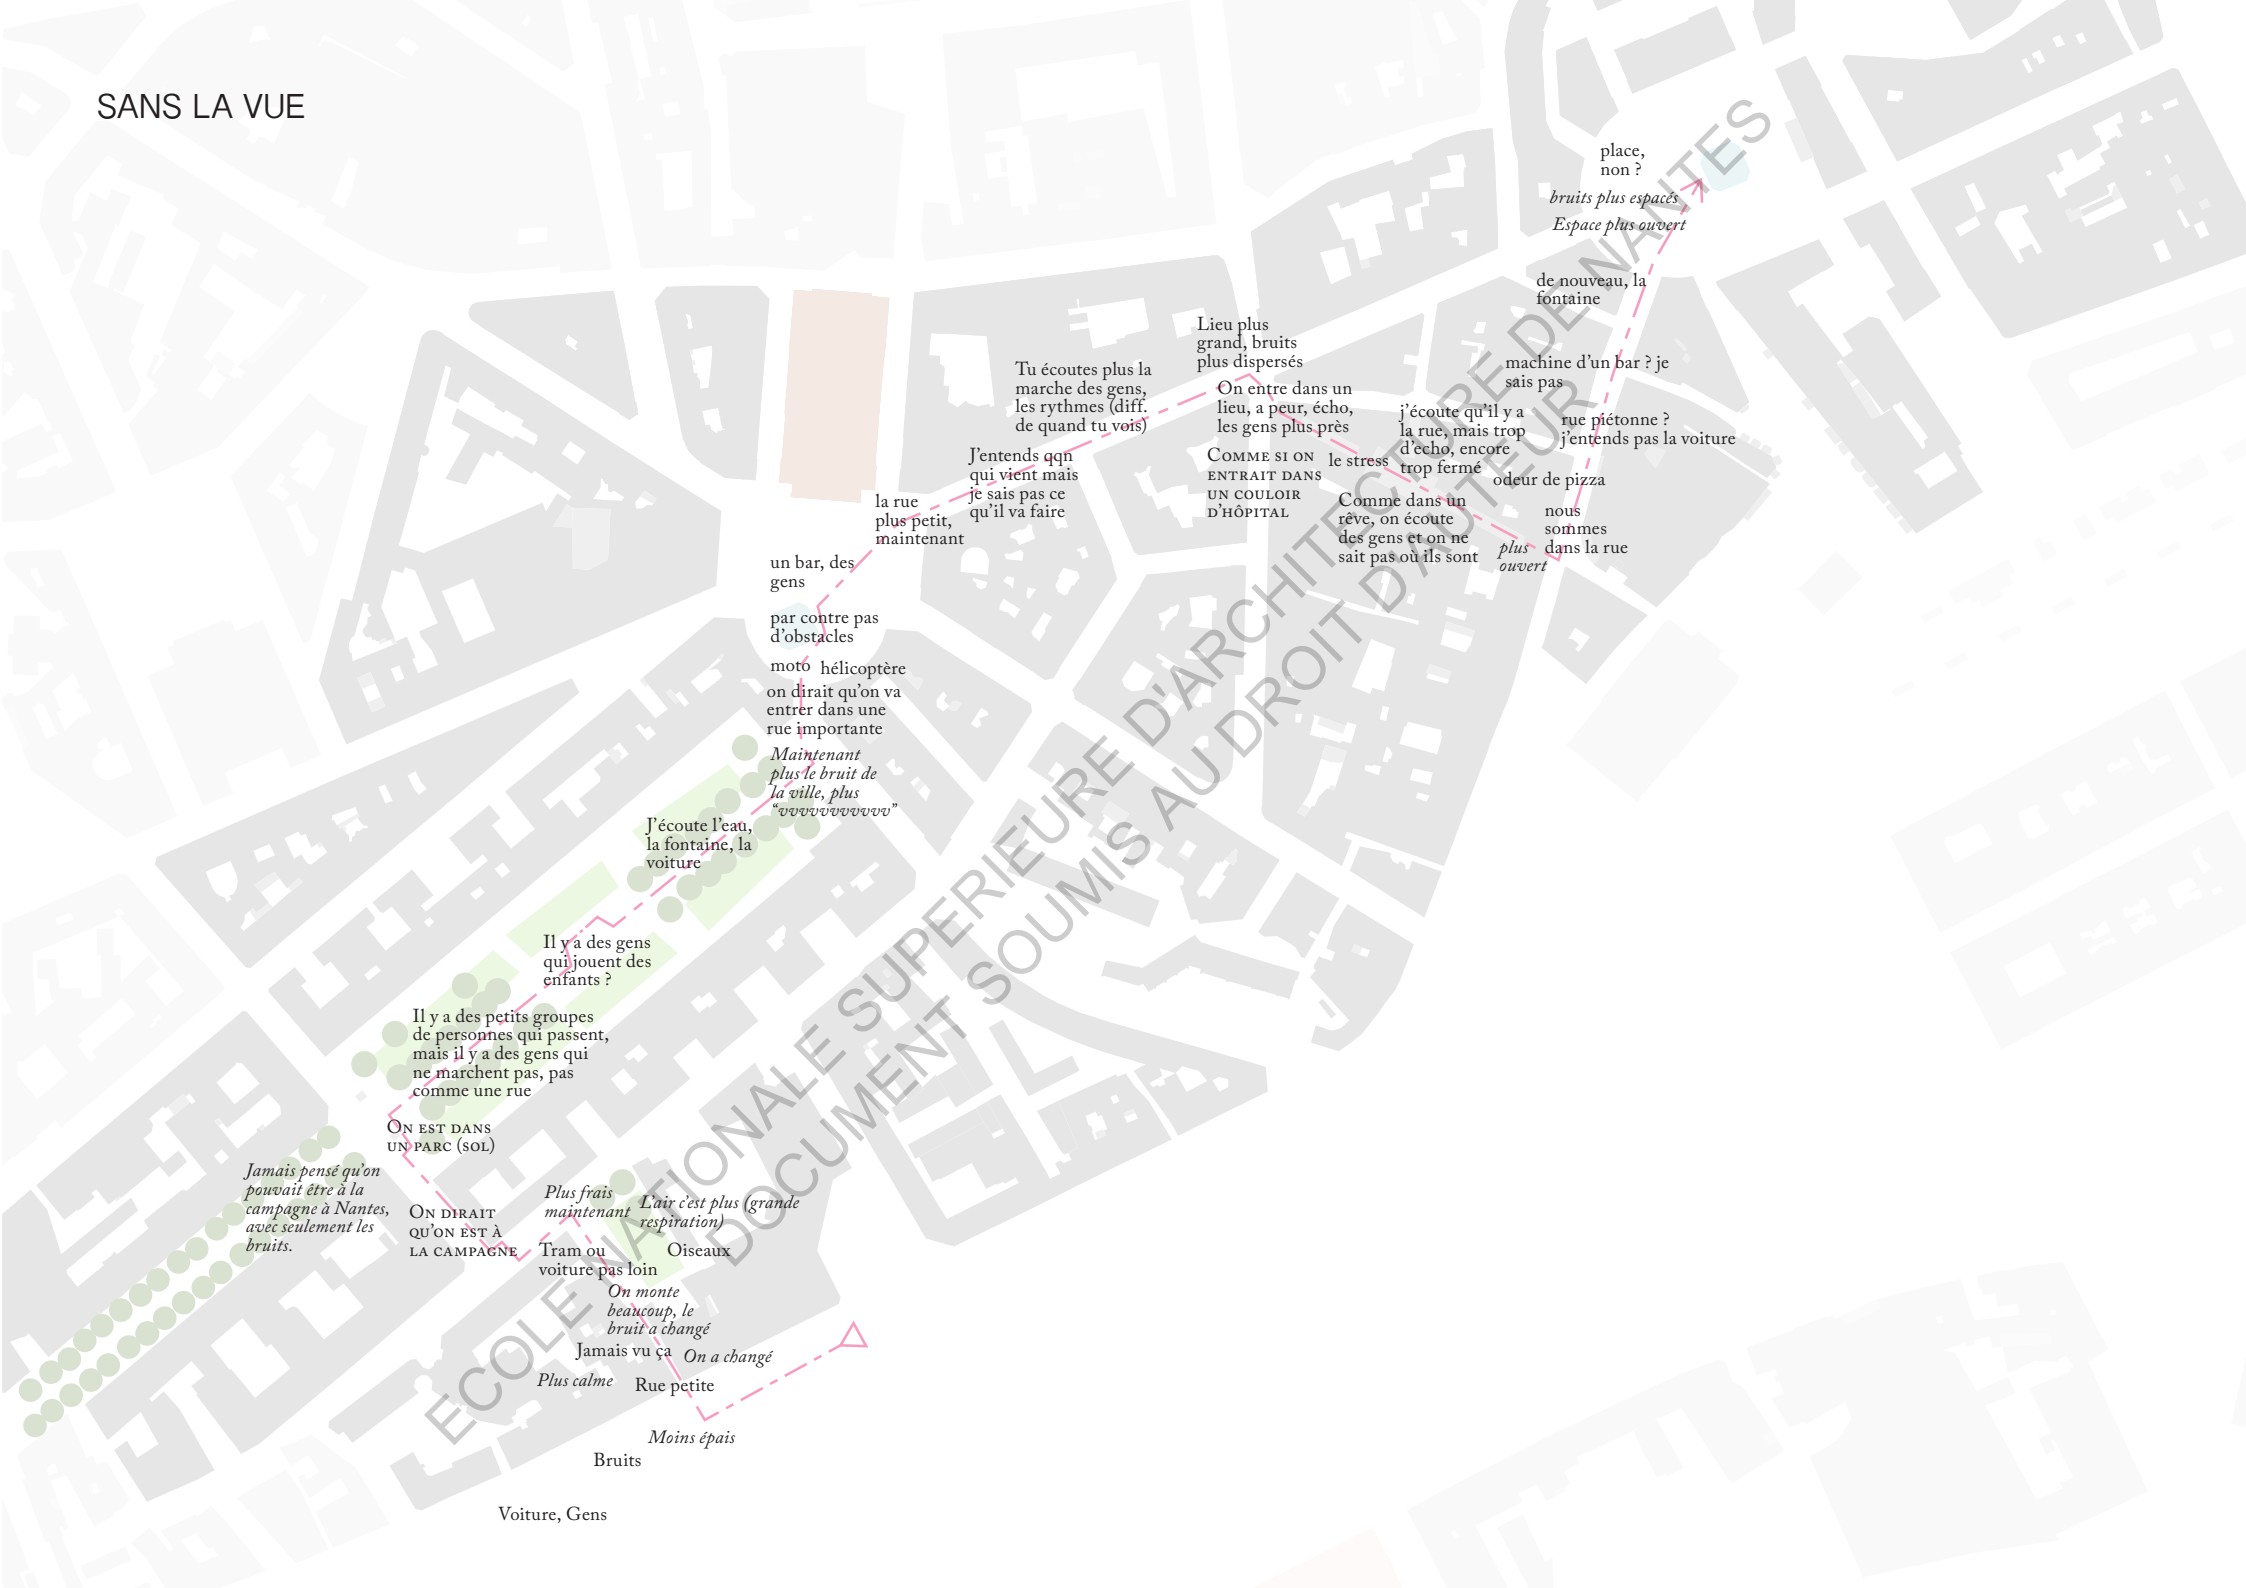 SANS LA VUE
place,
non ?
bruits plus espacés
Espace plus ouvert
de nouveau, la
fontaine
machine d'un bar ? je
sais pas
rue piétonne ?
j'entends pas la voiture
odeur de pizza
nous
sommes
dans la rue
plus
ouvert
j'écoute qu'il y a
la rue, mais trop
d'echo, encore
trop fermé
le stress
Comme dans un
rêve, on écoute
des gens et on ne
sait pas où ils sont
Lieu plus
grand, bruits
plus dispersés
On entre dans un
lieu, a peur, écho,
les gens plus près
Comme si on
entrait dans
un couloir
d'hôpital
Tu écoutes plus la
marche des gens,
les rythmes (diff.
de quand tu vois)
J'entends qqn
qui vient mais
je sais pas ce
qu'il va faire
la rue
plus petit,
maintenant
un bar, des
gens
par contre pas
d'obstacles
moto hélicoptère
on dirait qu'on va
entrer dans une
rue importante
Maintenant
plus le bruit de
la ville, plus
“vvvvvvvvvvv”
J'écoute l'eau,
la fontaine, la
voiture
Il y a des gens
qui jouent des
enfants ?
Il y a des petits groupes
de personnes qui passent,
mais il y a des gens qui
ne marchent pas, pas
comme une rue
On est dans
un parc (sol)
Jamais pensé qu'on
pouvait être à la
campagne à Nantes,
avec seulement les
bruits.
On dirait
qu'on est à
la campagne
Plus frais
maintenant
L'air c'est plus (grande
respiration)
Tram ou
voiture pas loin
Oiseaux
On monte
beaucoup, le
bruit a changé
Jamais vu ça
On a changé
Plus calme
Rue petite
Moins épais
Bruits
Voiture, Gens
ECOLE NATIONALE SUPERIEURE D'ARCHITECTURE DE NANTES
DOCUMENT SOUMIS AU DROIT D'AUTEUR